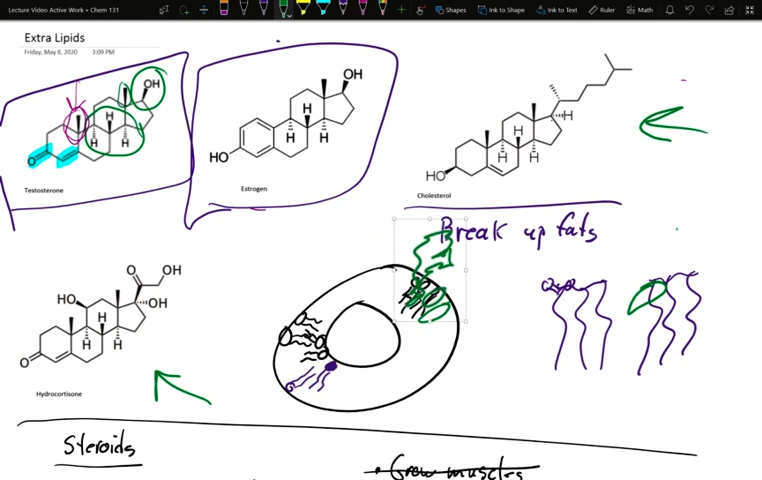 Lecture Video Active Work • Chem 131
Shapes
Ink to Shape
Ink to Text
Ruler
Math
Extra Lipids
Friday, May 8, 2020 3:09 PM
OH
H
H
H
O
Testosterone
OH
H
H
H
HO
Estrogen
H
H
H
H
HO
Cholesterol
Break up fats
O
OH
HO
OH
H
H
H
O
Hydrocortisone
Steroids
• Grow muscles